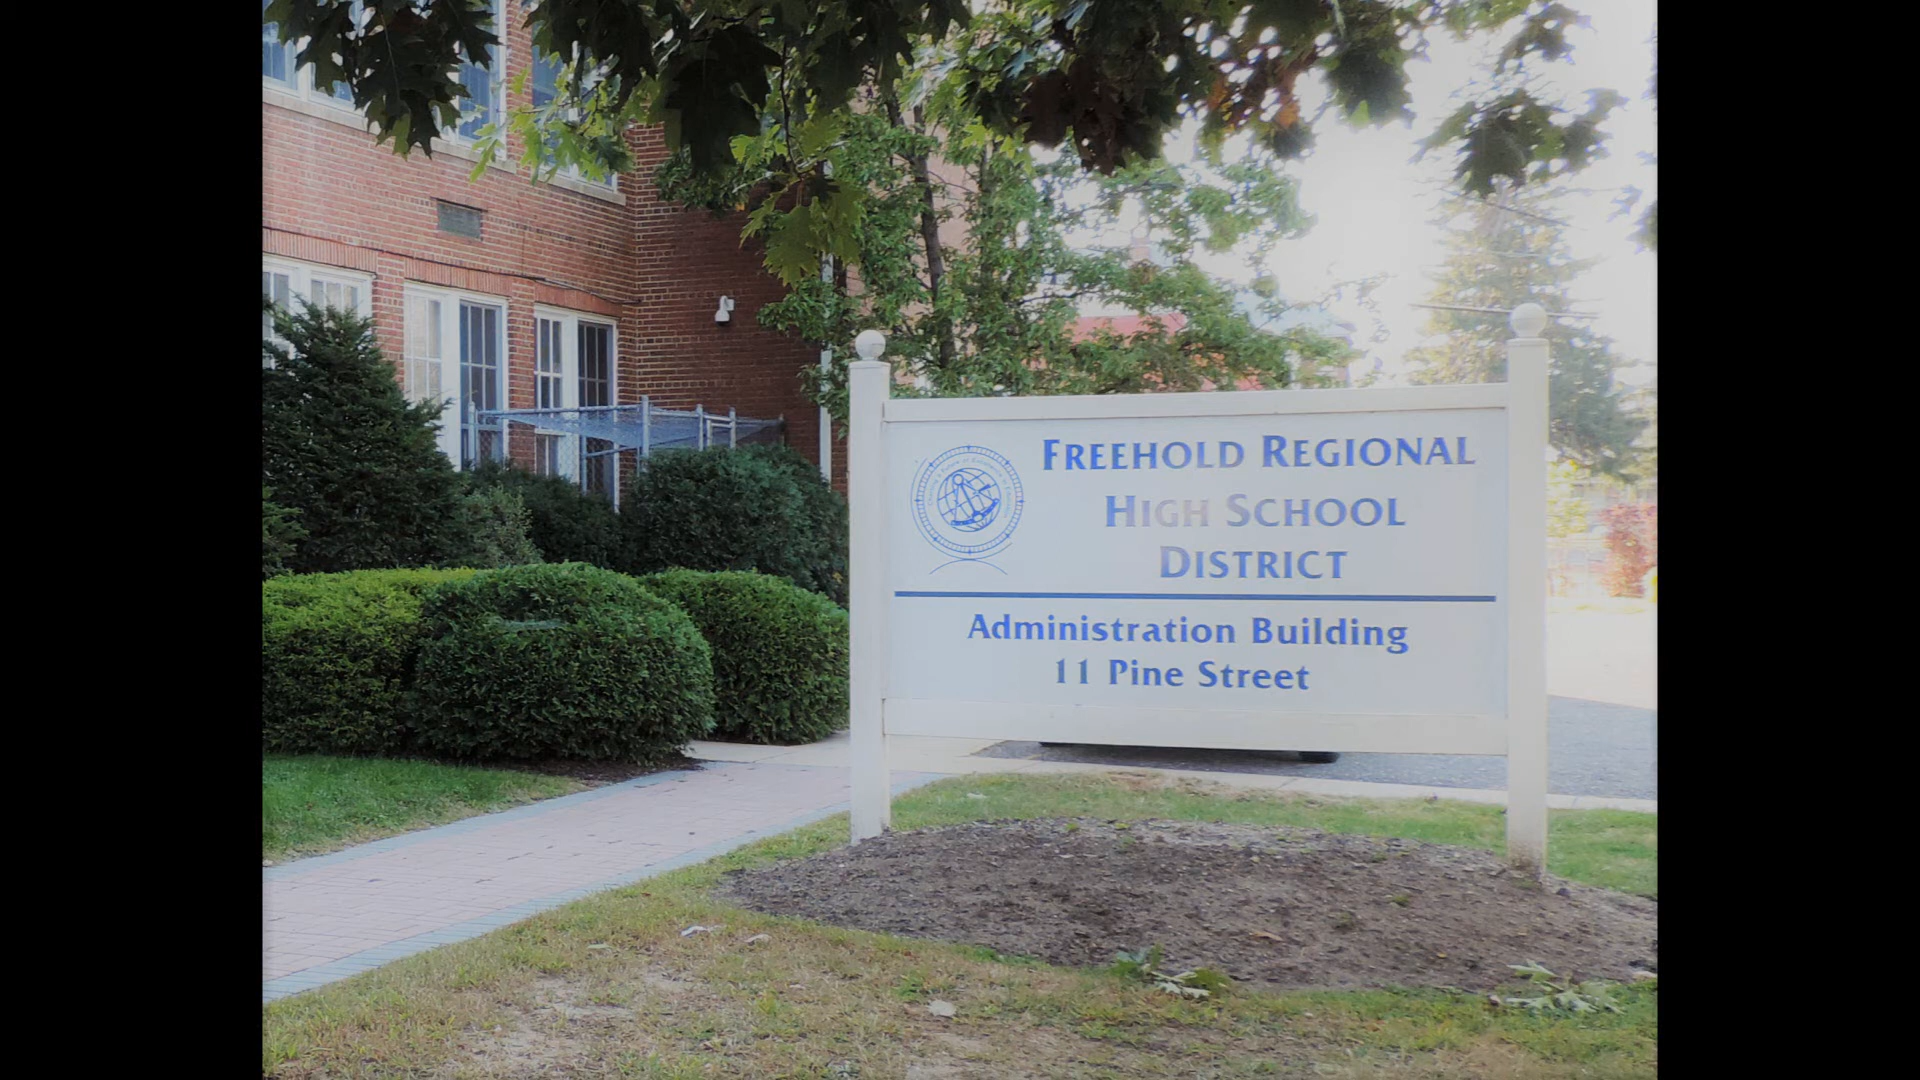 FREEHOLD REGIONAL
HIGH SCHOOL
DISTRICT
Administration Building
11 Pine Street